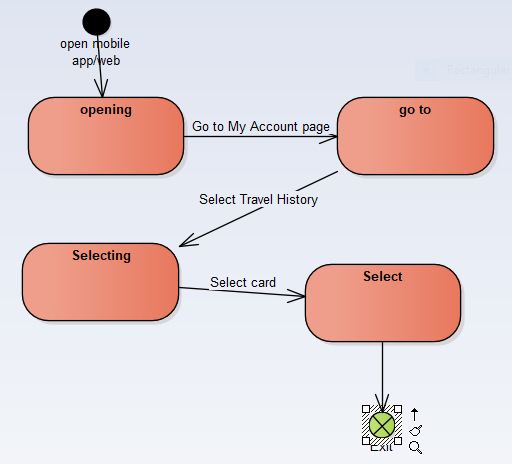 open mobile
app/web
opening
Go to My Account page
go to
Select Travel History
Selecting
Select card
Select
Exit